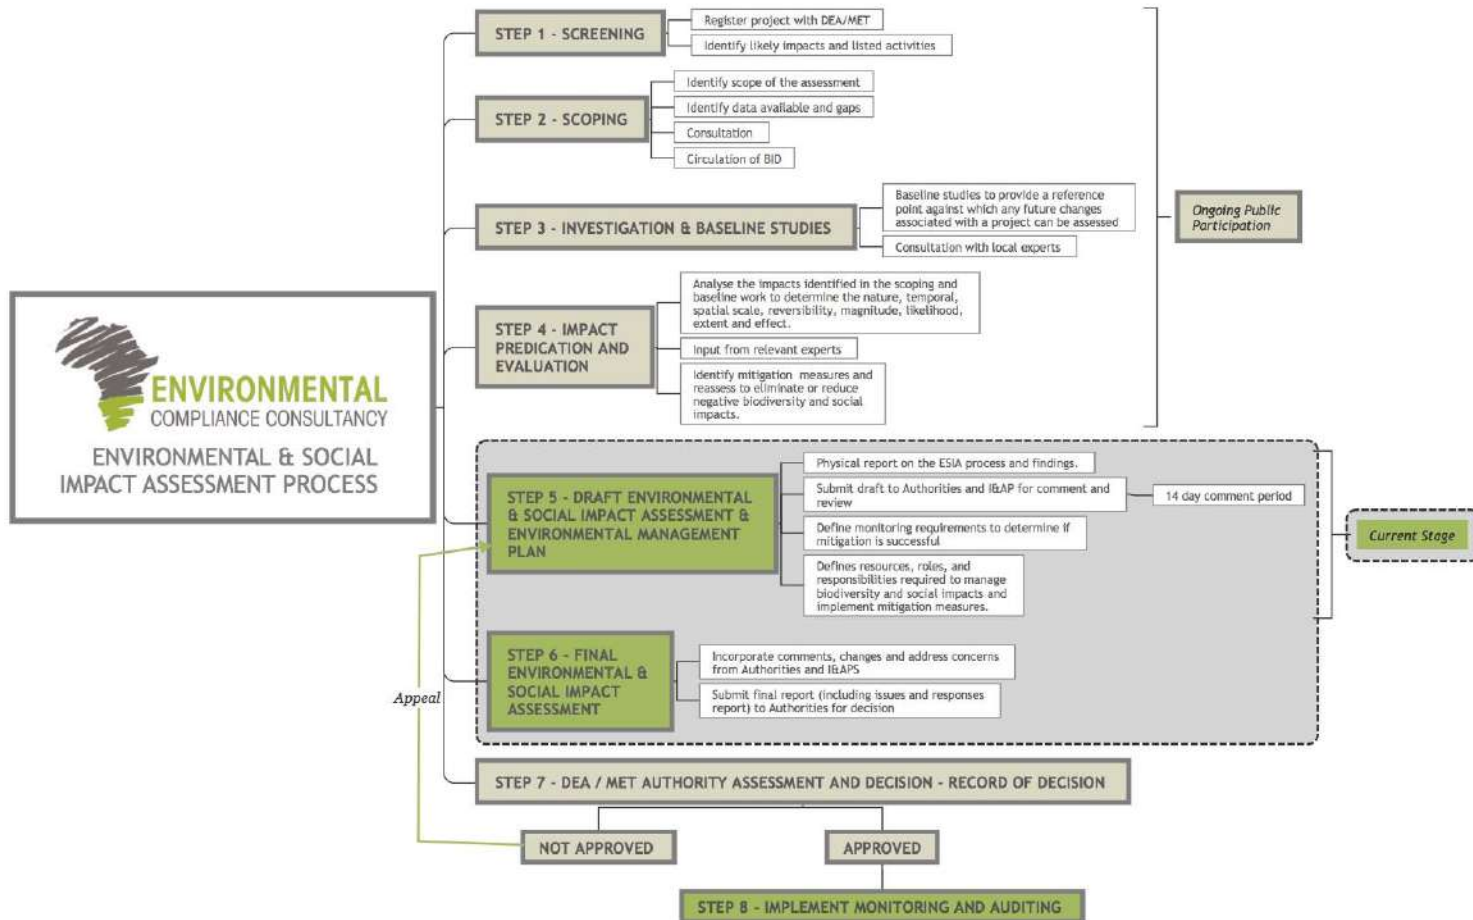 ENVIRONMENTAL
COMPLIANCE CONSULTANCY
ENVIRONMENTAL & SOCIAL
IMPACT ASSESSMENT PROCESS
STEP 1 - SCREENING
Register project with DEA/MET
Identify likely impacts and listed activities
STEP 2 - SCOPING
Identify scope of the assessment
Identify data available and gaps
Consultation
Circulation of BID
STEP 3 - INVESTIGATION & BASELINE STUDIES
Baseline studies to provide a reference
point against which any future changes
associated with a project can be assessed
Consultation with local experts
Ongoing Public
Participation
STEP 4 - IMPACT
PREDICATION AND
EVALUATION
Analyse the impacts identified in the scoping and
baseline work to determine the nature, temporal,
spatial scale, reversibility, magnitude, likelihood,
extent and effect.
Input from relevant experts
Identify mitigation measures and
reassess to eliminate or reduce
negative biodiversity and social
impacts.
STEP 5 - DRAFT ENVIRONMENTAL
& SOCIAL IMPACT ASSESSMENT &
ENVIRONMENTAL MANAGEMENT
PLAN
Physical report on the ESIA process and findings.
Submit draft to Authorities and I&AP for comment and
review
14 day comment period
Define monitoring requirements to determine if
mitigation is successful
Defines resources, roles, and
responsibilities required to manage
biodiversity and social impacts and
implement mitigation measures.
Current Stage
STEP 6 - FINAL
ENVIRONMENTAL &
SOCIAL IMPACT
ASSESSMENT
Incorporate comments, changes and address concerns
from Authorities and I&APS
Submit final report (including issues and responses
report) to Authorities for decision
Appeal
STEP 7 - DEA / MET AUTHORITY ASSESSMENT AND DECISION - RECORD OF DECISION
NOT APPROVED
APPROVED
STEP 8 - IMPLEMENT MONITORING AND AUDITING